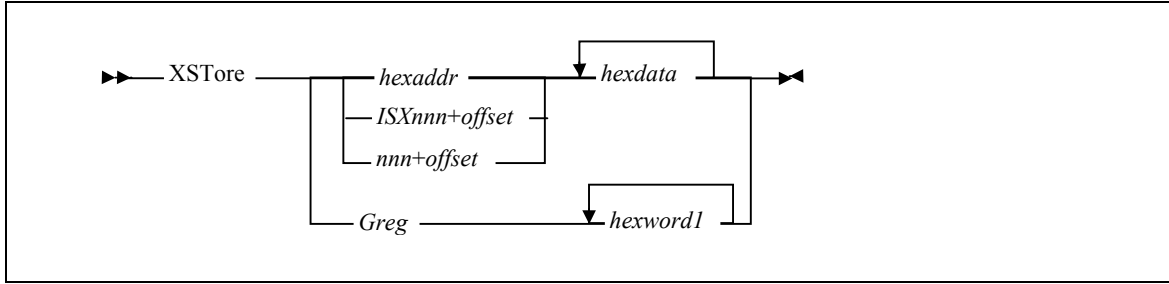 XSTore hexaddr hexdata
ISXnnn+offset
nnn+offset
Greg hexword1